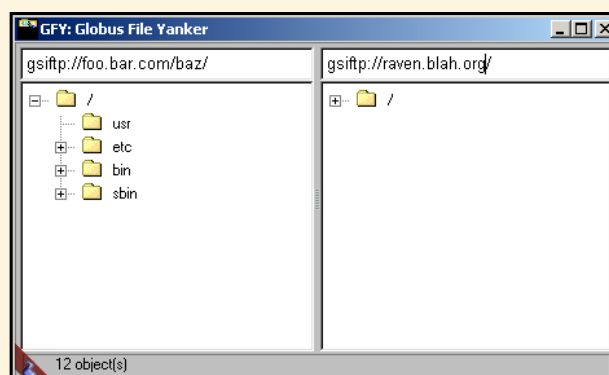 GFY: Globus File Yanker
gsiftp://foo.bar.com/baz/
gsiftp://raven.blah.org/
/
usr
etc
bin
sbin
/
12 object(s)